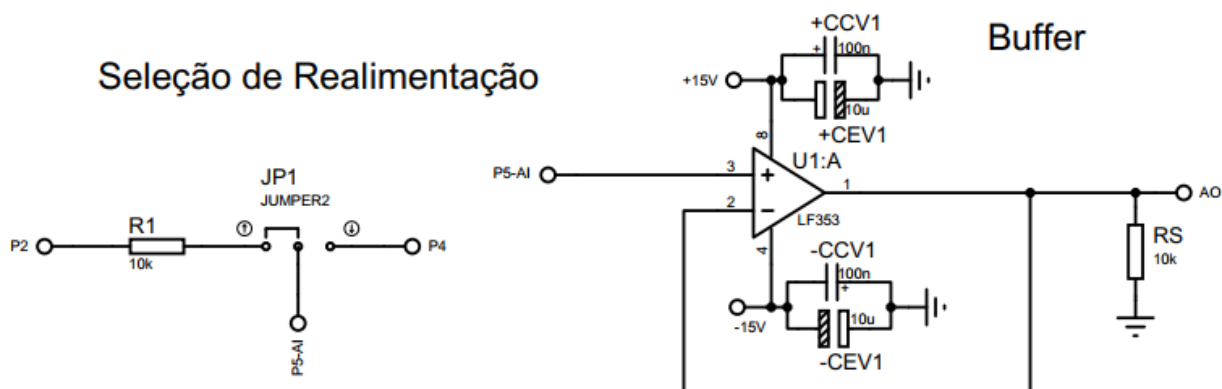 Seleção de Realimentação
Buffer
+CCV1
100n
+
+15V
10u
+CEV1
8
U1:A
P5-AI
3
+
1
AO
2
−
LF353
4
-CCV1
100n
+
-15V
10u
-CEV1
RS
10k
JP1
JUMPER2
R1
P2
10k
P4
P5-AI